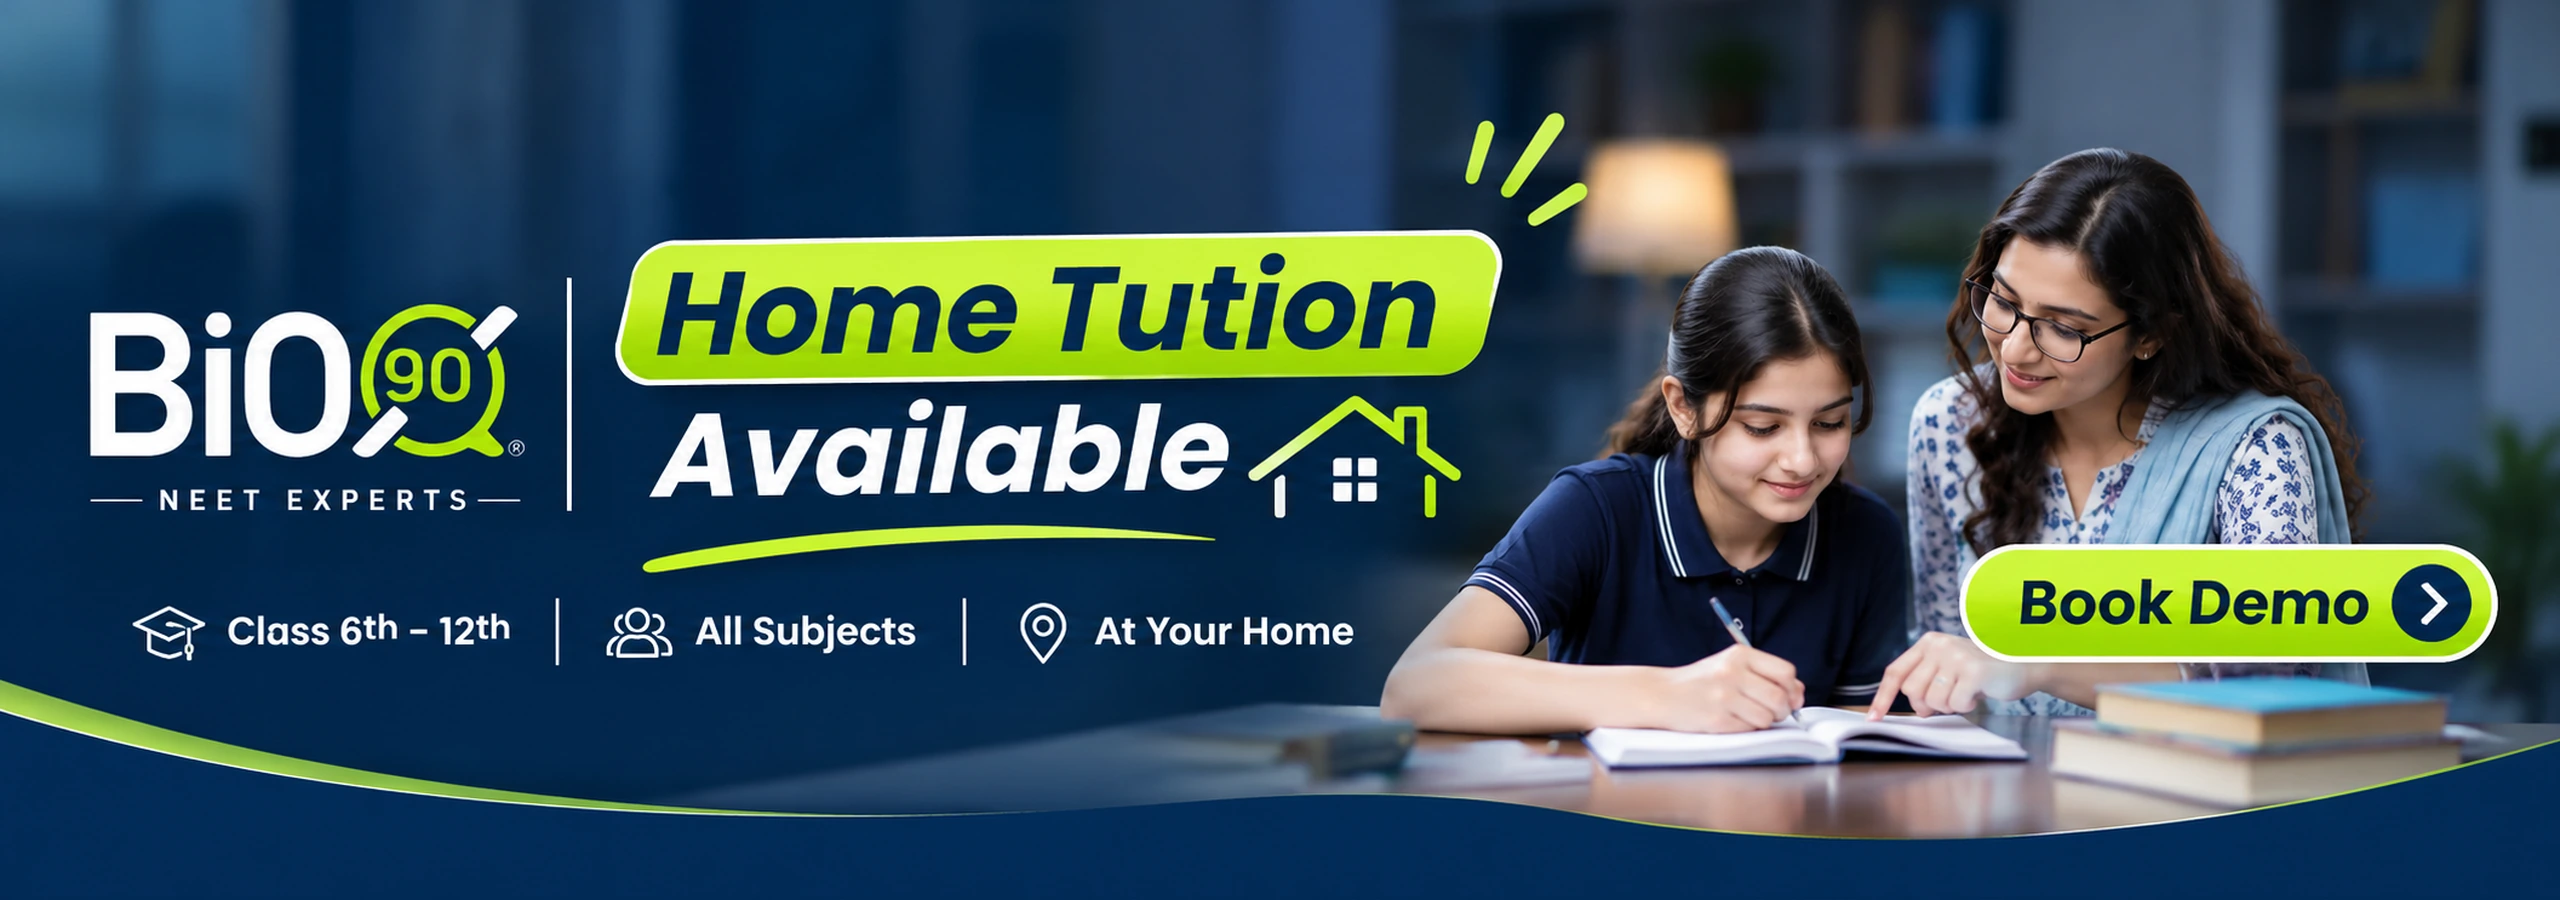 BiO 90 ®
NEET EXPERTS
Home Tution
Available
Class 6th - 12th
All Subjects
At Your Home
Book Demo